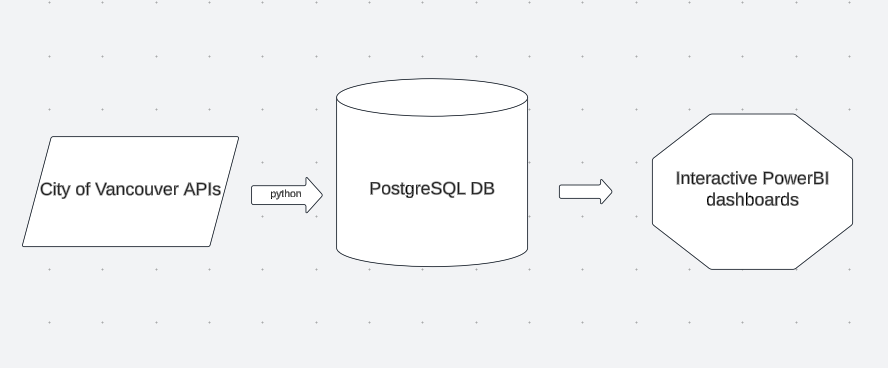 City of Vancouver APIs
python
PostgreSQL DB
Interactive PowerBI
dashboards